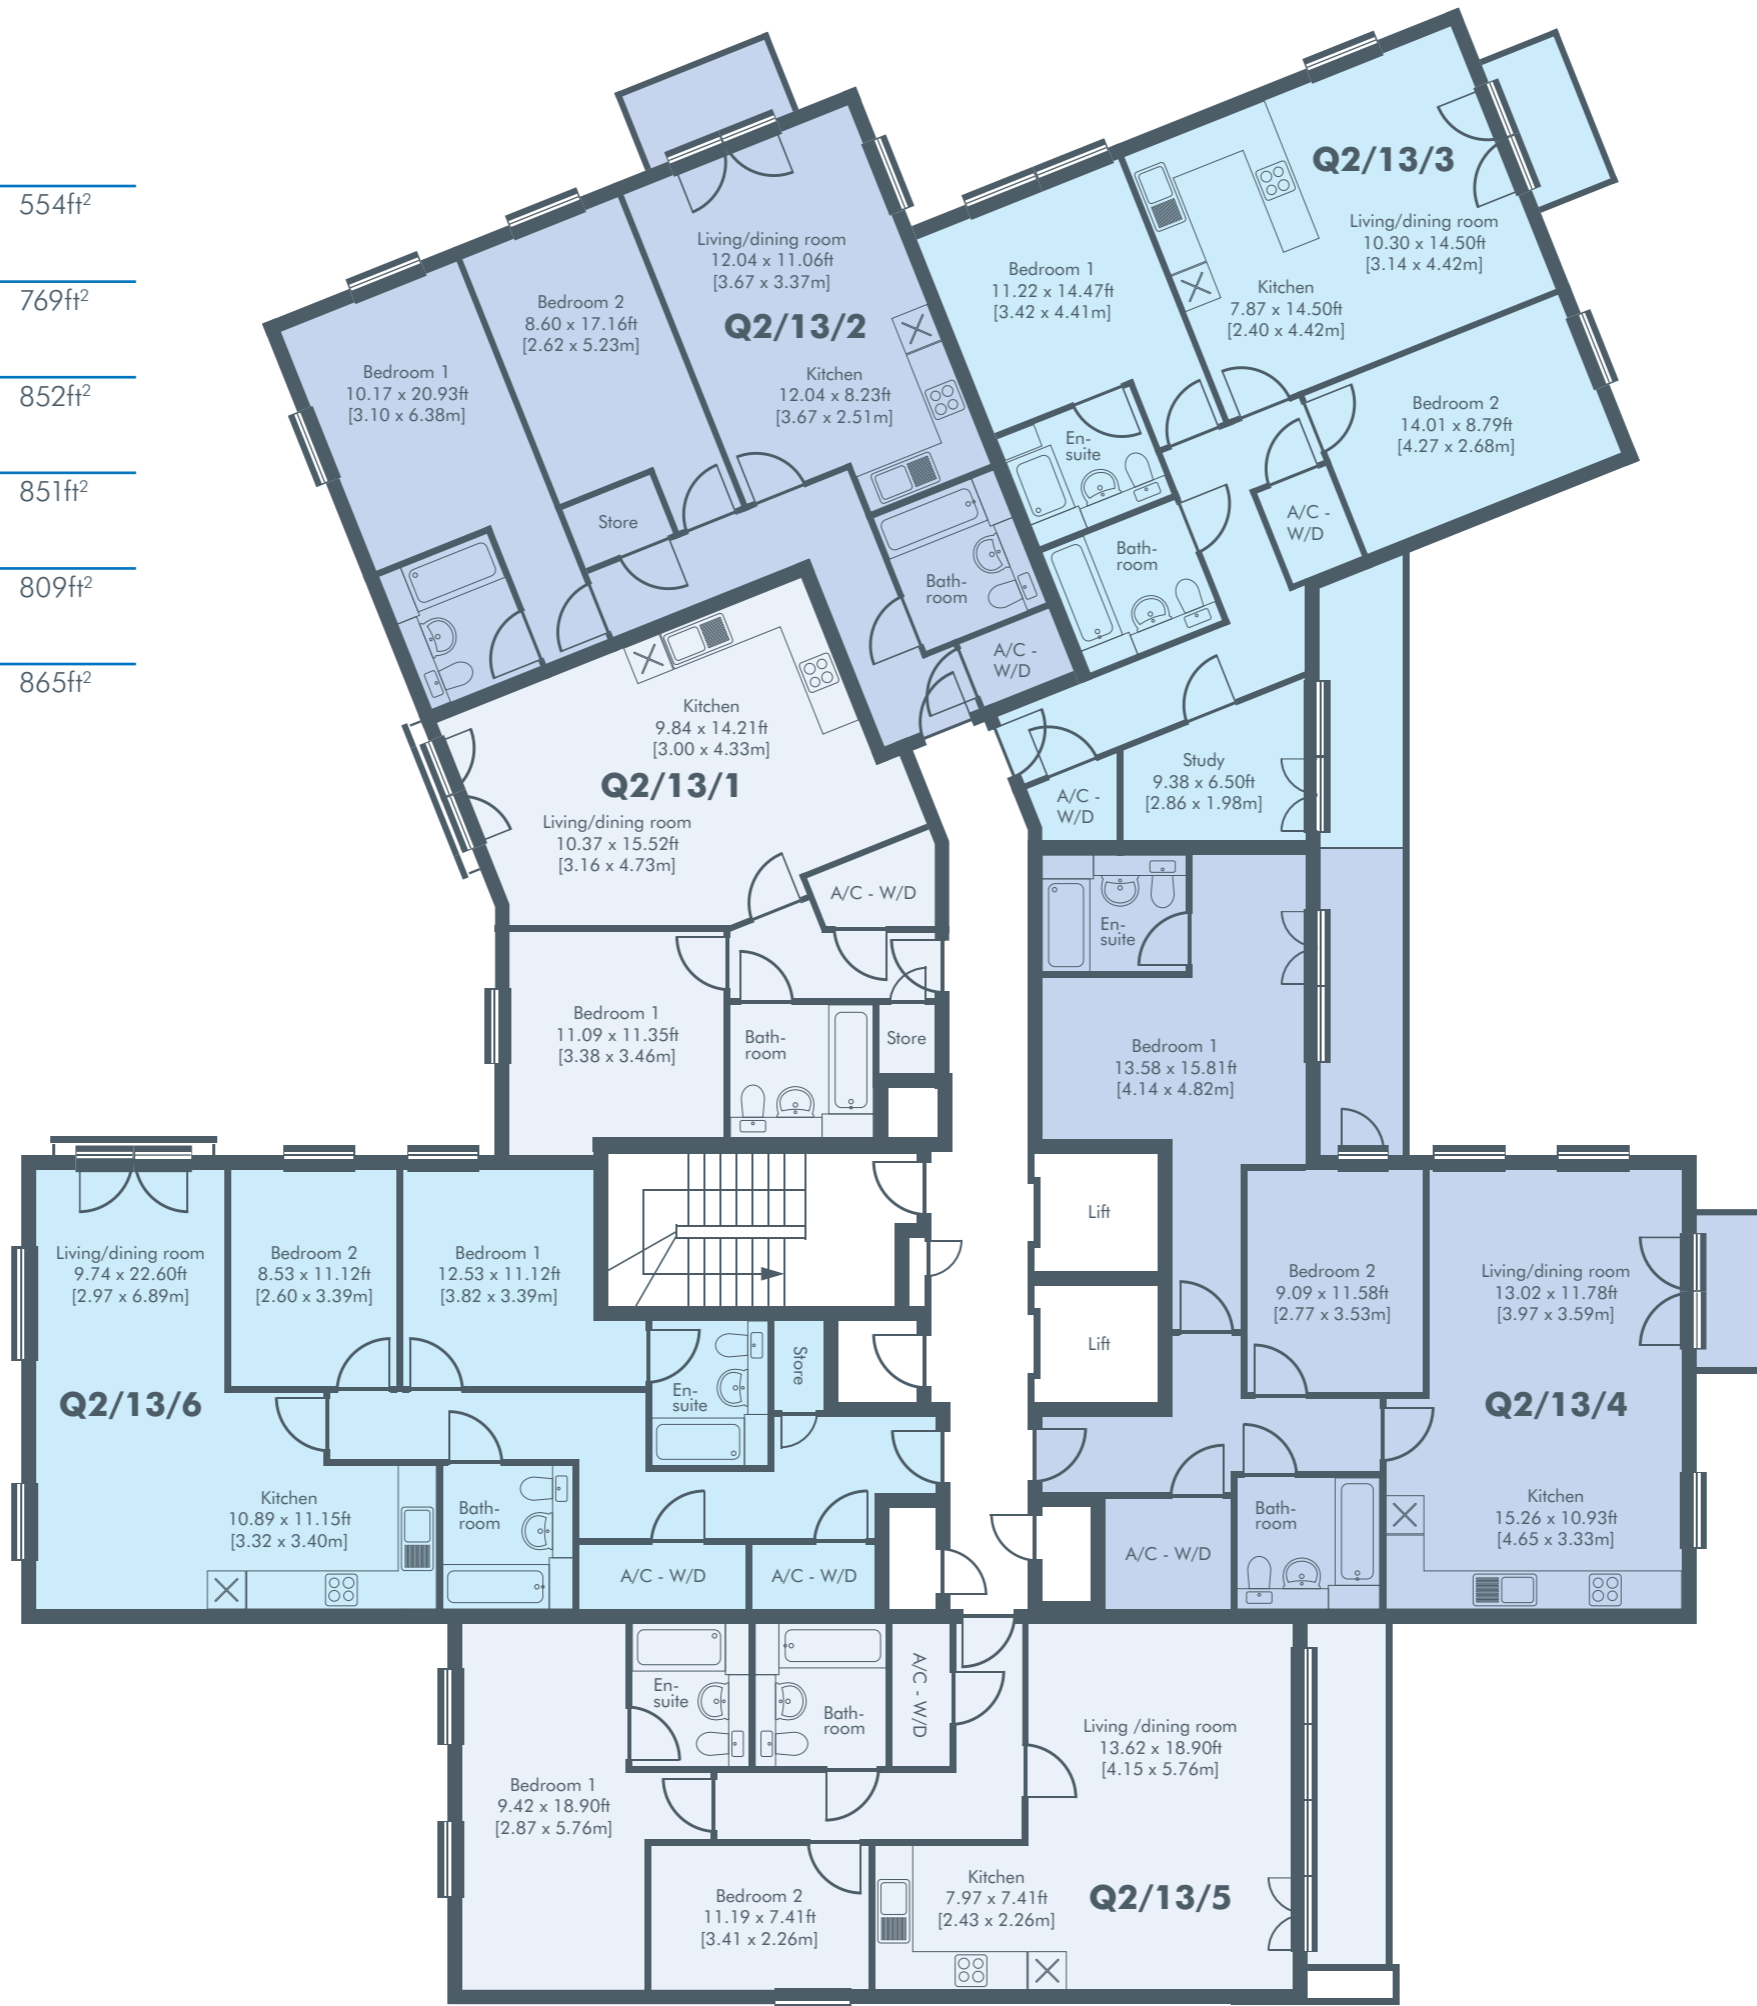 554ft²
769ft²
852ft²
851ft²
809ft²
865ft²
Q2/13/3
Living/dining room
10.30 x 14.50ft
[3.14 x 4.42m]
Kitchen
7.87 x 14.50ft
[2.40 x 4.42m]
Bedroom 1
11.22 x 14.47ft
[3.42 x 4.41m]
Bedroom 2
14.01 x 8.79ft
[4.27 x 2.68m]
En-
suite
Bath-
room
A/C -
W/D
Study
9.38 x 6.50ft
[2.86 x 1.98m]
A/C -
W/D
Living/dining room
12.04 x 11.06ft
[3.67 x 3.37m]
Q2/13/2
Kitchen
12.04 x 8.23ft
[3.67 x 2.51m]
Bedroom 2
8.60 x 17.16ft
[2.62 x 5.23m]
Bedroom 1
10.17 x 20.93ft
[3.10 x 6.38m]
Store
Bath-
room
A/C -
W/D
Kitchen
9.84 x 14.21ft
[3.00 x 4.33m]
Q2/13/1
Living/dining room
10.37 x 15.52ft
[3.16 x 4.73m]
A/C - W/D
Bedroom 1
11.09 x 11.35ft
[3.38 x 3.46m]
Bath-
room
Store
En-
suite
Bedroom 1
13.58 x 15.81ft
[4.14 x 4.82m]
Lift
Lift
Bedroom 2
9.09 x 11.58ft
[2.77 x 3.53m]
Living/dining room
13.02 x 11.78ft
[3.97 x 3.59m]
Q2/13/4
Kitchen
15.26 x 10.93ft
[4.65 x 3.33m]
Bath-
room
A/C - W/D
Living/dining room
9.74 x 22.60ft
[2.97 x 6.89m]
Bedroom 2
8.53 x 11.12ft
[2.60 x 3.39m]
Bedroom 1
12.53 x 11.12ft
[3.82 x 3.39m]
Q2/13/6
En-
suite
Store
Kitchen
10.89 x 11.15ft
[3.32 x 3.40m]
Bath-
room
A/C - W/D
A/C - W/D
En-
suite
Bath-
room
A/C - W/D
Living /dining room
13.62 x 18.90ft
[4.15 x 5.76m]
Bedroom 1
9.42 x 18.90ft
[2.87 x 5.76m]
Bedroom 2
11.19 x 7.41ft
[3.41 x 2.26m]
Kitchen
7.97 x 7.41ft
[2.43 x 2.26m]
Q2/13/5